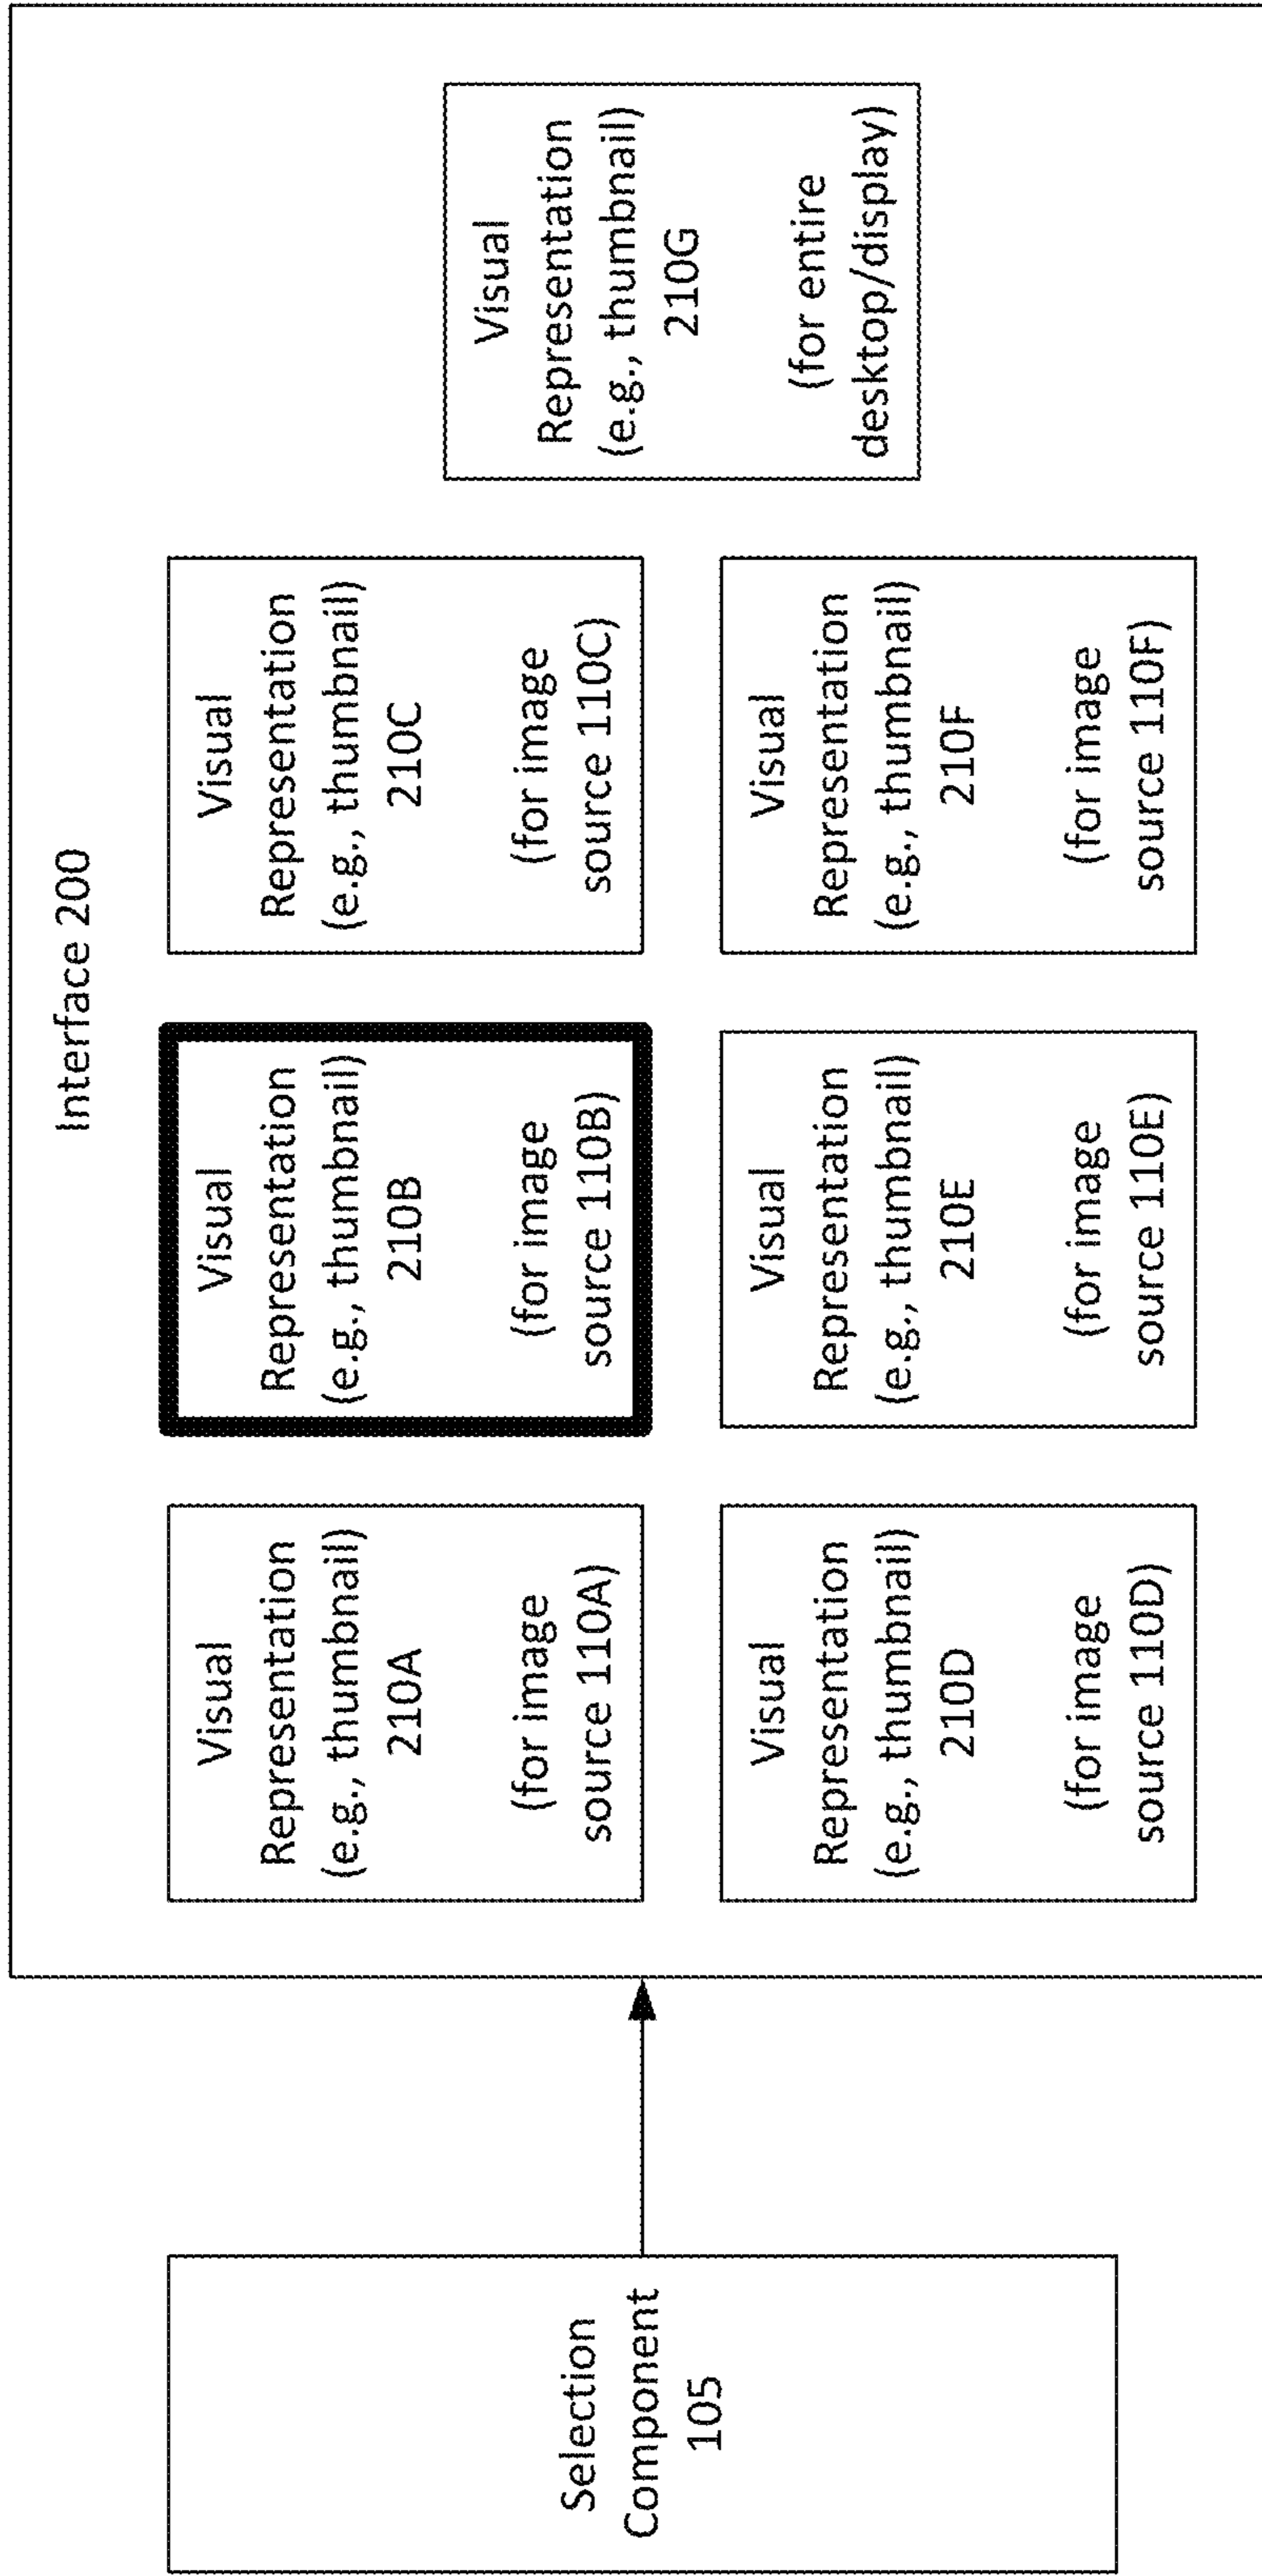 Interface 200
Selection
Component
105
Visual
Representation
(e.g., thumbnail)
210A
(for image
source 110A)
Visual
Representation
(e.g., thumbnail)
210B
(for image
source 110B)
Visual
Representation
(e.g., thumbnail)
210C
(for image
source 110C)
Visual
Representation
(e.g., thumbnail)
210D
(for image
source 110D)
Visual
Representation
(e.g., thumbnail)
210E
(for image
source 110E)
Visual
Representation
(e.g., thumbnail)
210F
(for image
source 110F)
Visual
Representation
(e.g., thumbnail)
210G
(for entire
desktop/display)